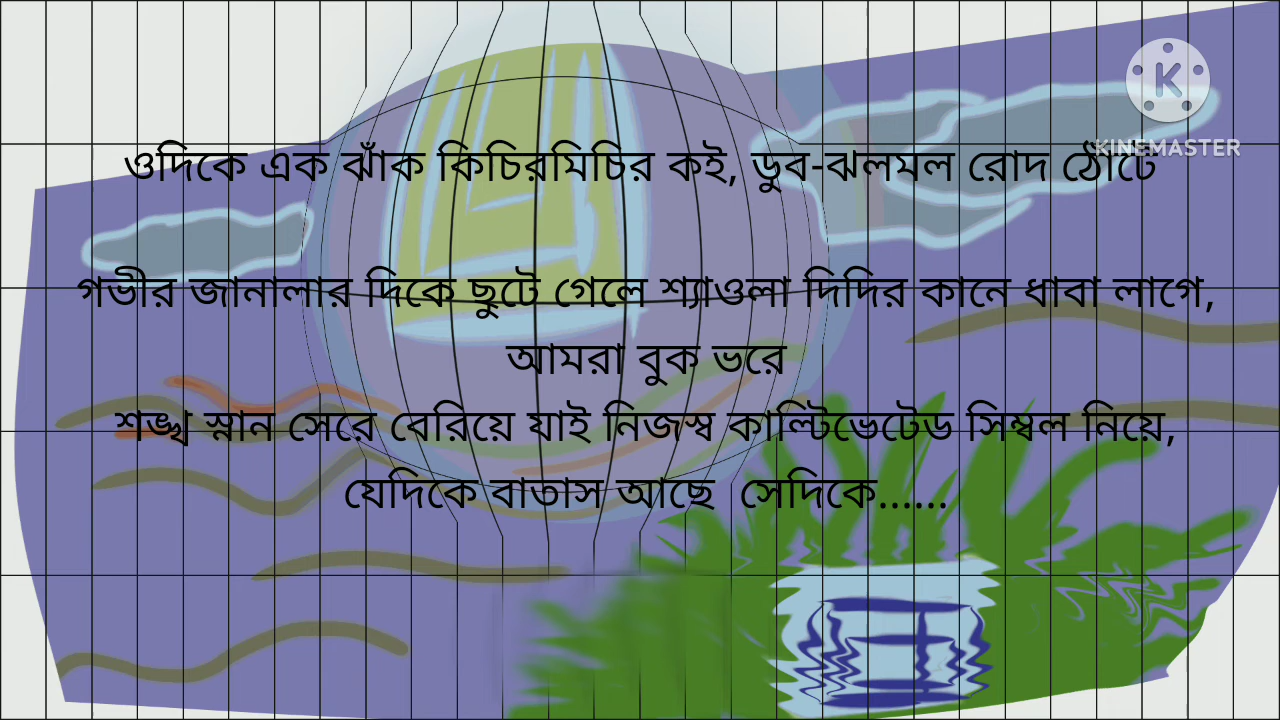 KINEMASTER
ওদিকে এক ঝাঁক কিচিরমিচির কই, ডুব-ঝলমল রোদ ঠোটে
গভীর জানালার দিকে ছুটে গেলে শ্যাওলা দিদির কানে ধাবা লাগে,
আমরা বুক ভরে
শঙ্খ স্নান সেরে বেরিয়ে যাই নিজস্ব কাল্টিভেটেড সিম্বল নিয়ে,
যেদিকে বাতাস আছে  সেদিকে......